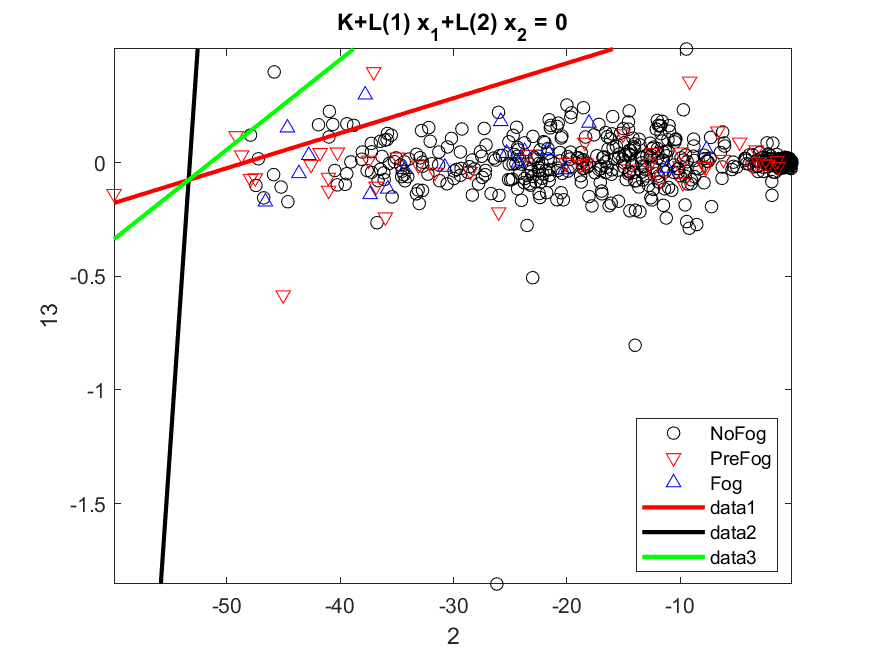 K+L(1) x₁+L(2) x₂ = 0
0
-0.5
-1
-1.5
13
-50 -40 -30 -20 -10
2
NoFog
PreFog
Fog
data1
data2
data3